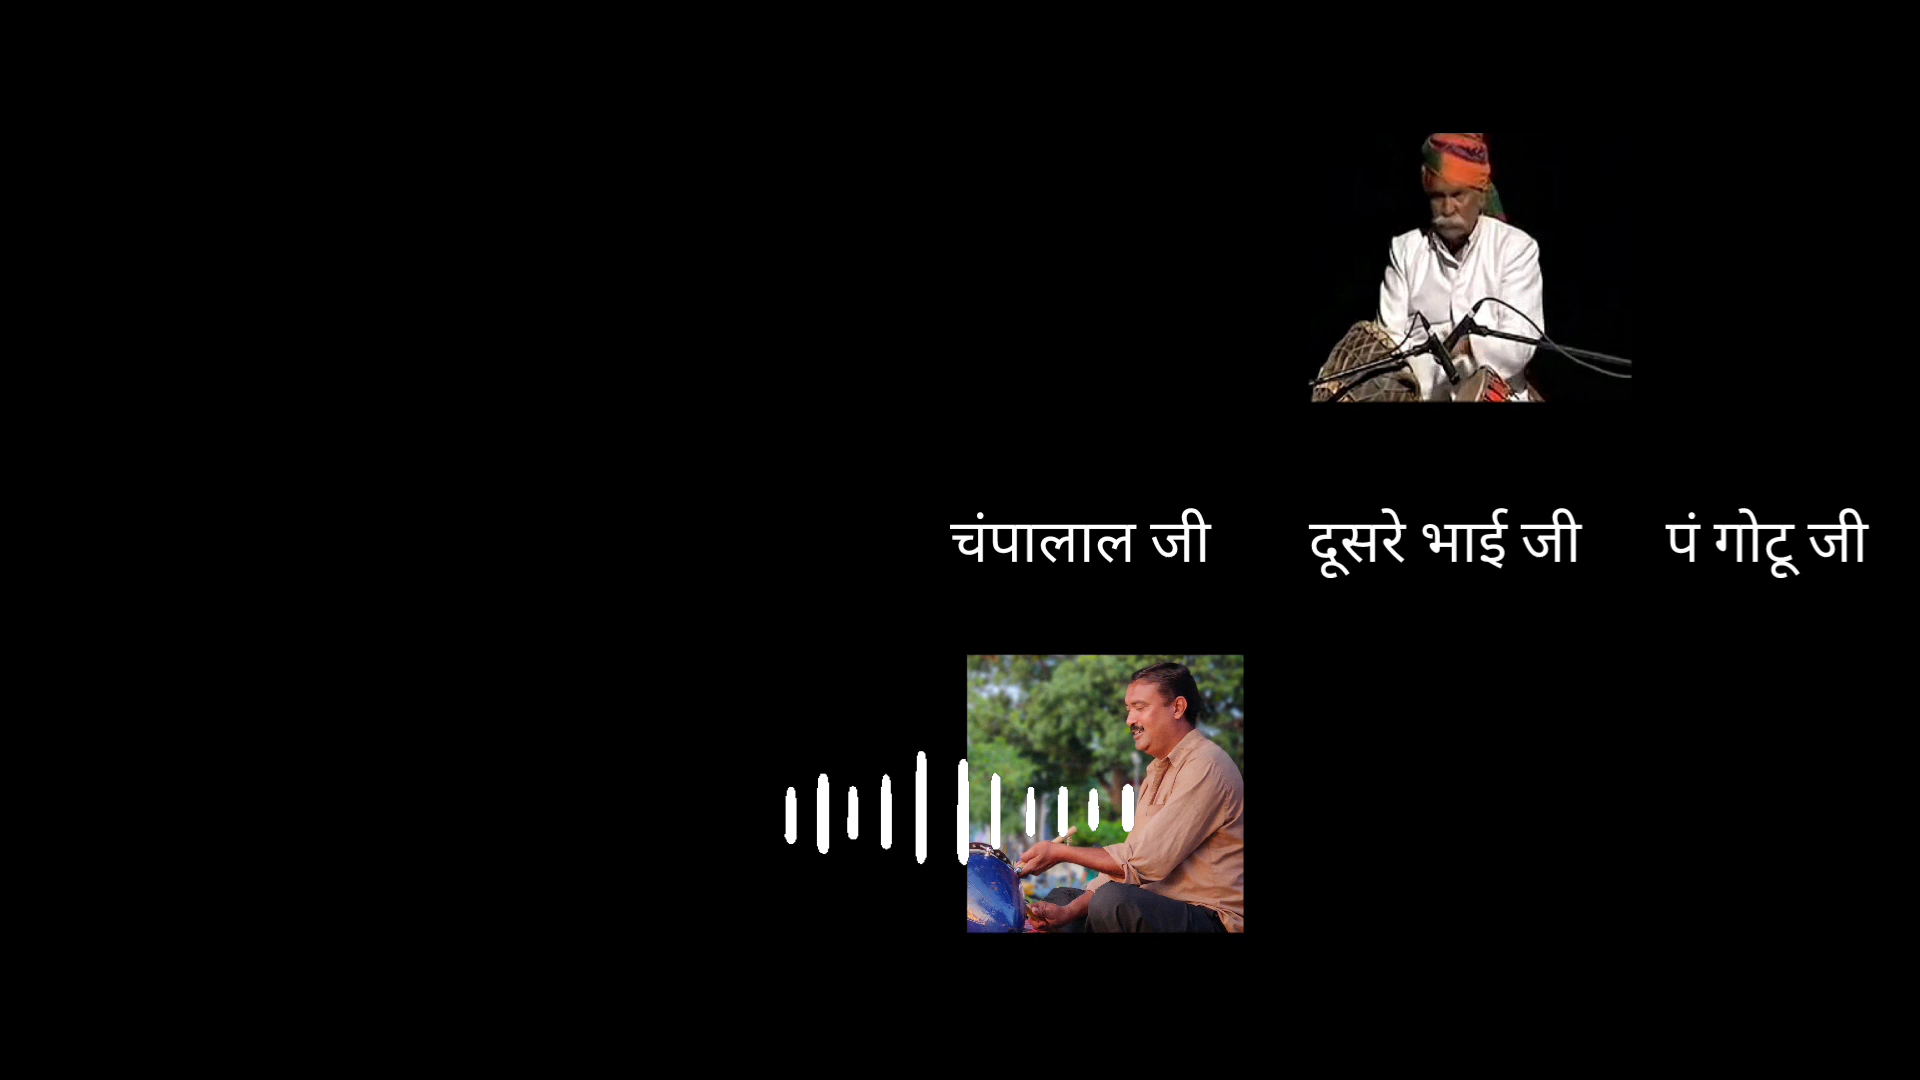 चंपालाल जी दूसरे भाई जी पं गोटू जी